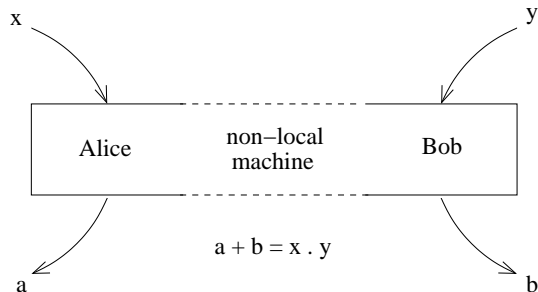 x
y
Alice
non–local
machine
Bob
a + b = x . y
a
b